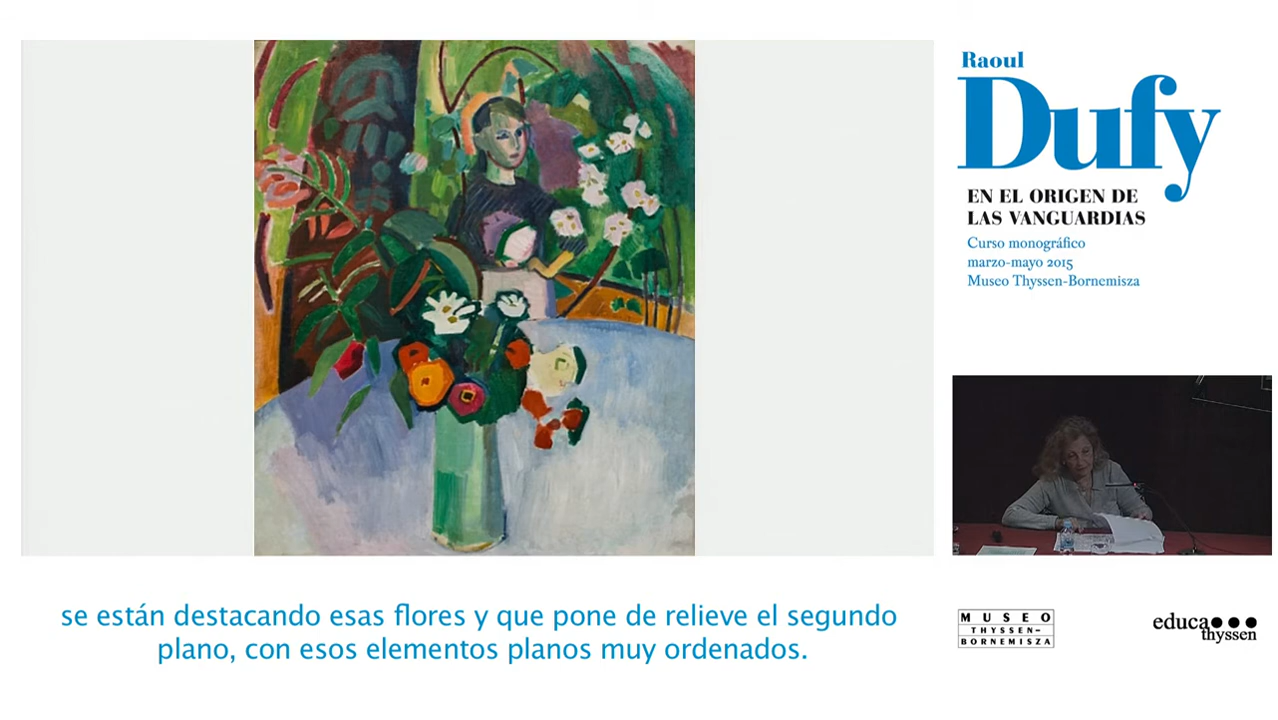 Raoul
Dufy
EN EL ORIGEN DE
LAS VANGUARDIAS
Curso monográfico
marzo-mayo 2015
Museo Thyssen-Bornemisza
se están destacando esas flores y que pone de relieve el segundo
plano, con esos elementos planos muy ordenados.
MUSEO
THYSSEN-
BORNEMISZA
educa
thyssen